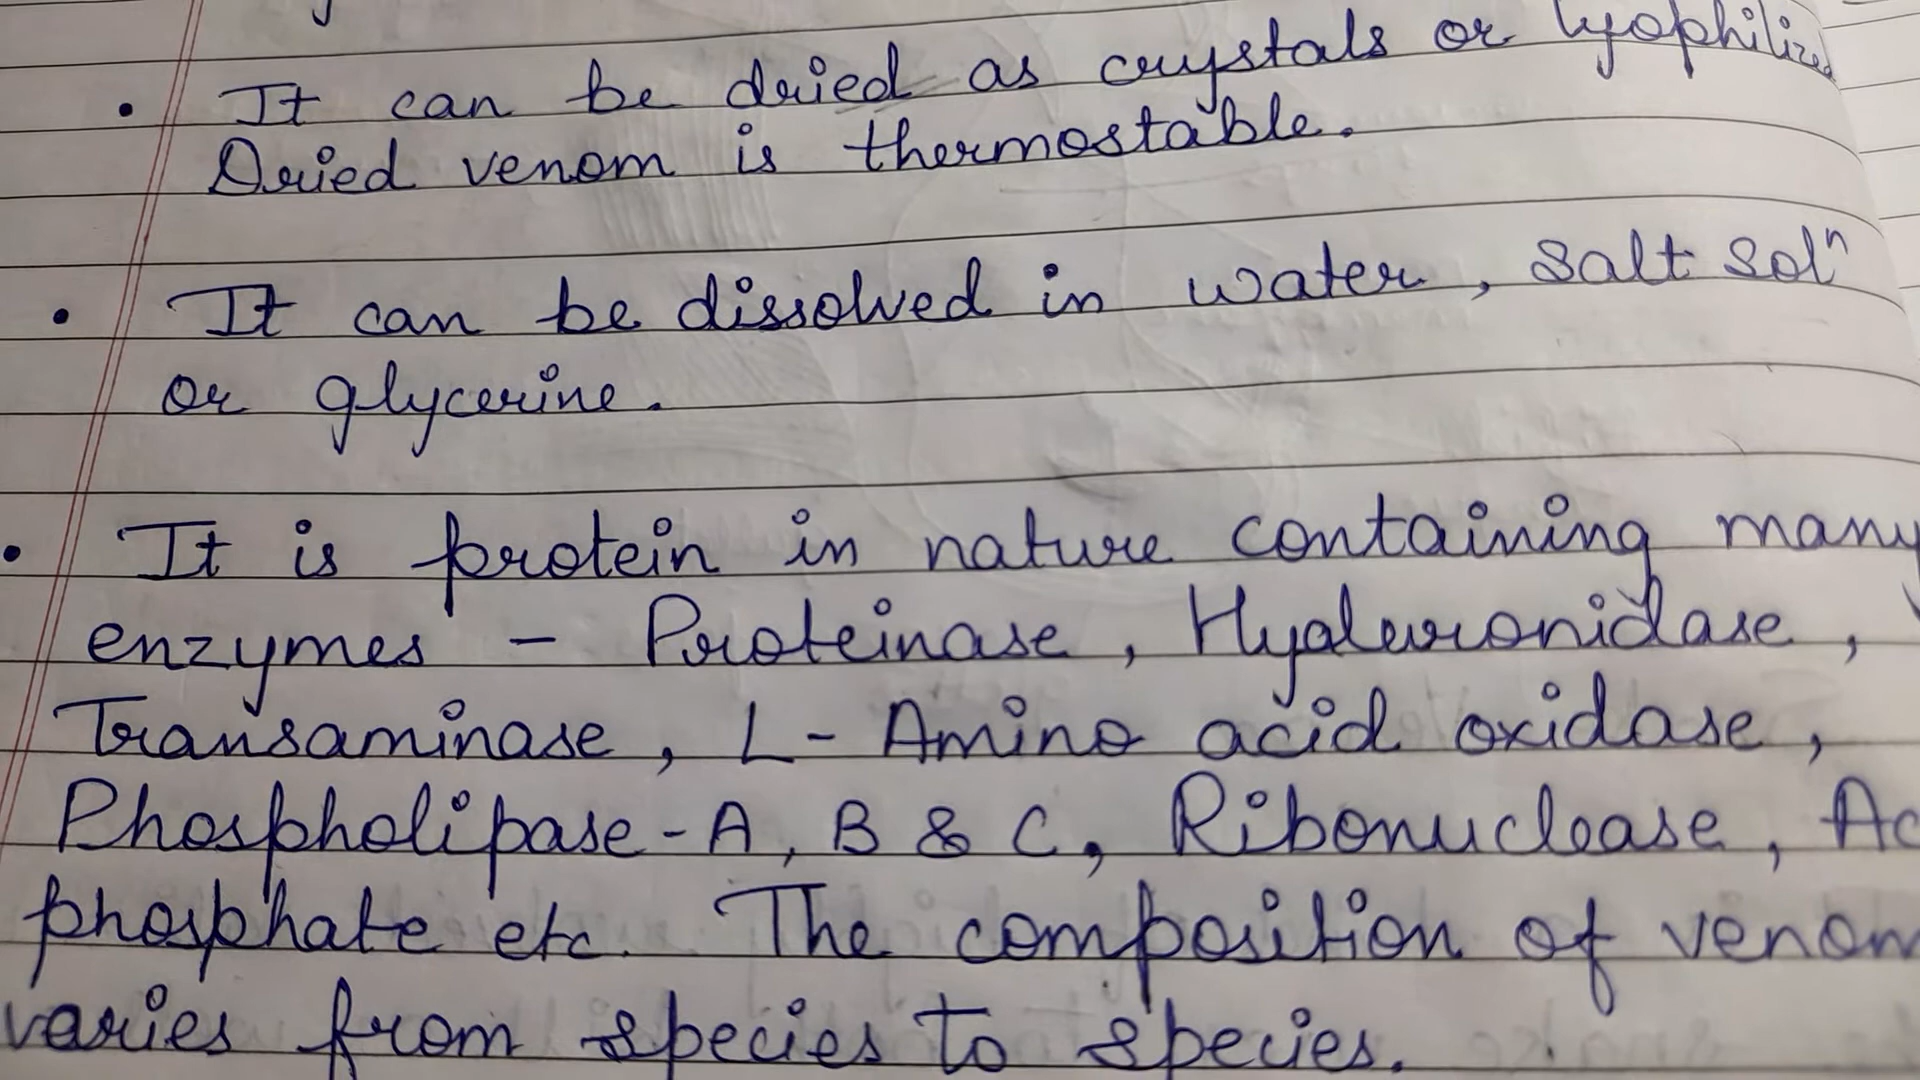 • It can be dried as crystals or lyophilized
Dried venom is thermostable.
• It can be dissolved in water, salt solⁿ
or glycerine.
• It is protein in nature containing many
enzymes - Proteinase, Hyaluronidase,
Transaminase, L- Amino acid oxidase,
Phospholipase - A, B & C, Ribonuclease, Ac
phosphate etc. The composition of venom
varies from species to species.